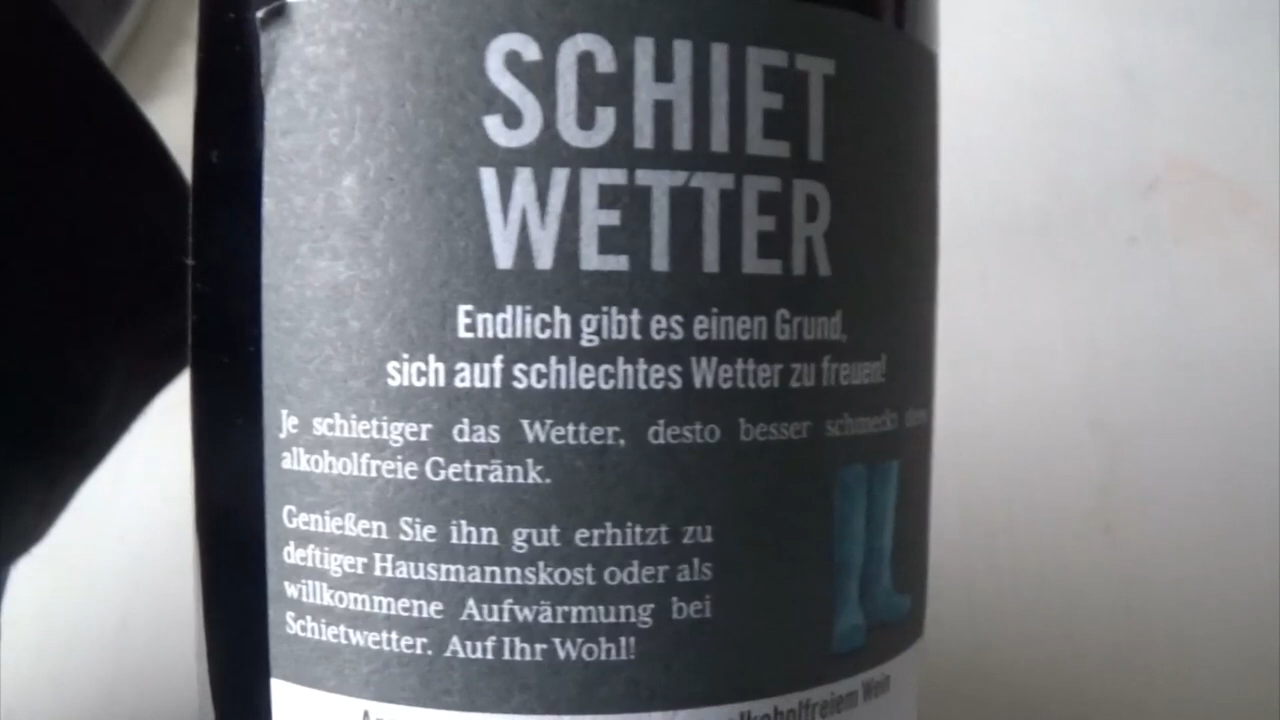 SCHIET
WETTER
Endlich gibt es einen Grund,
sich auf schlechtes Wetter zu freuen!
Je schietiger das Wetter, desto besser schmeckt
alkoholfreie Getränk.
Genießen Sie ihn gut erhitzt zu
deftiger Hausmannskost oder als
willkommene Aufwärmung bei
Schietwetter. Auf Ihr Wohl!
alkoholfreiem Wein